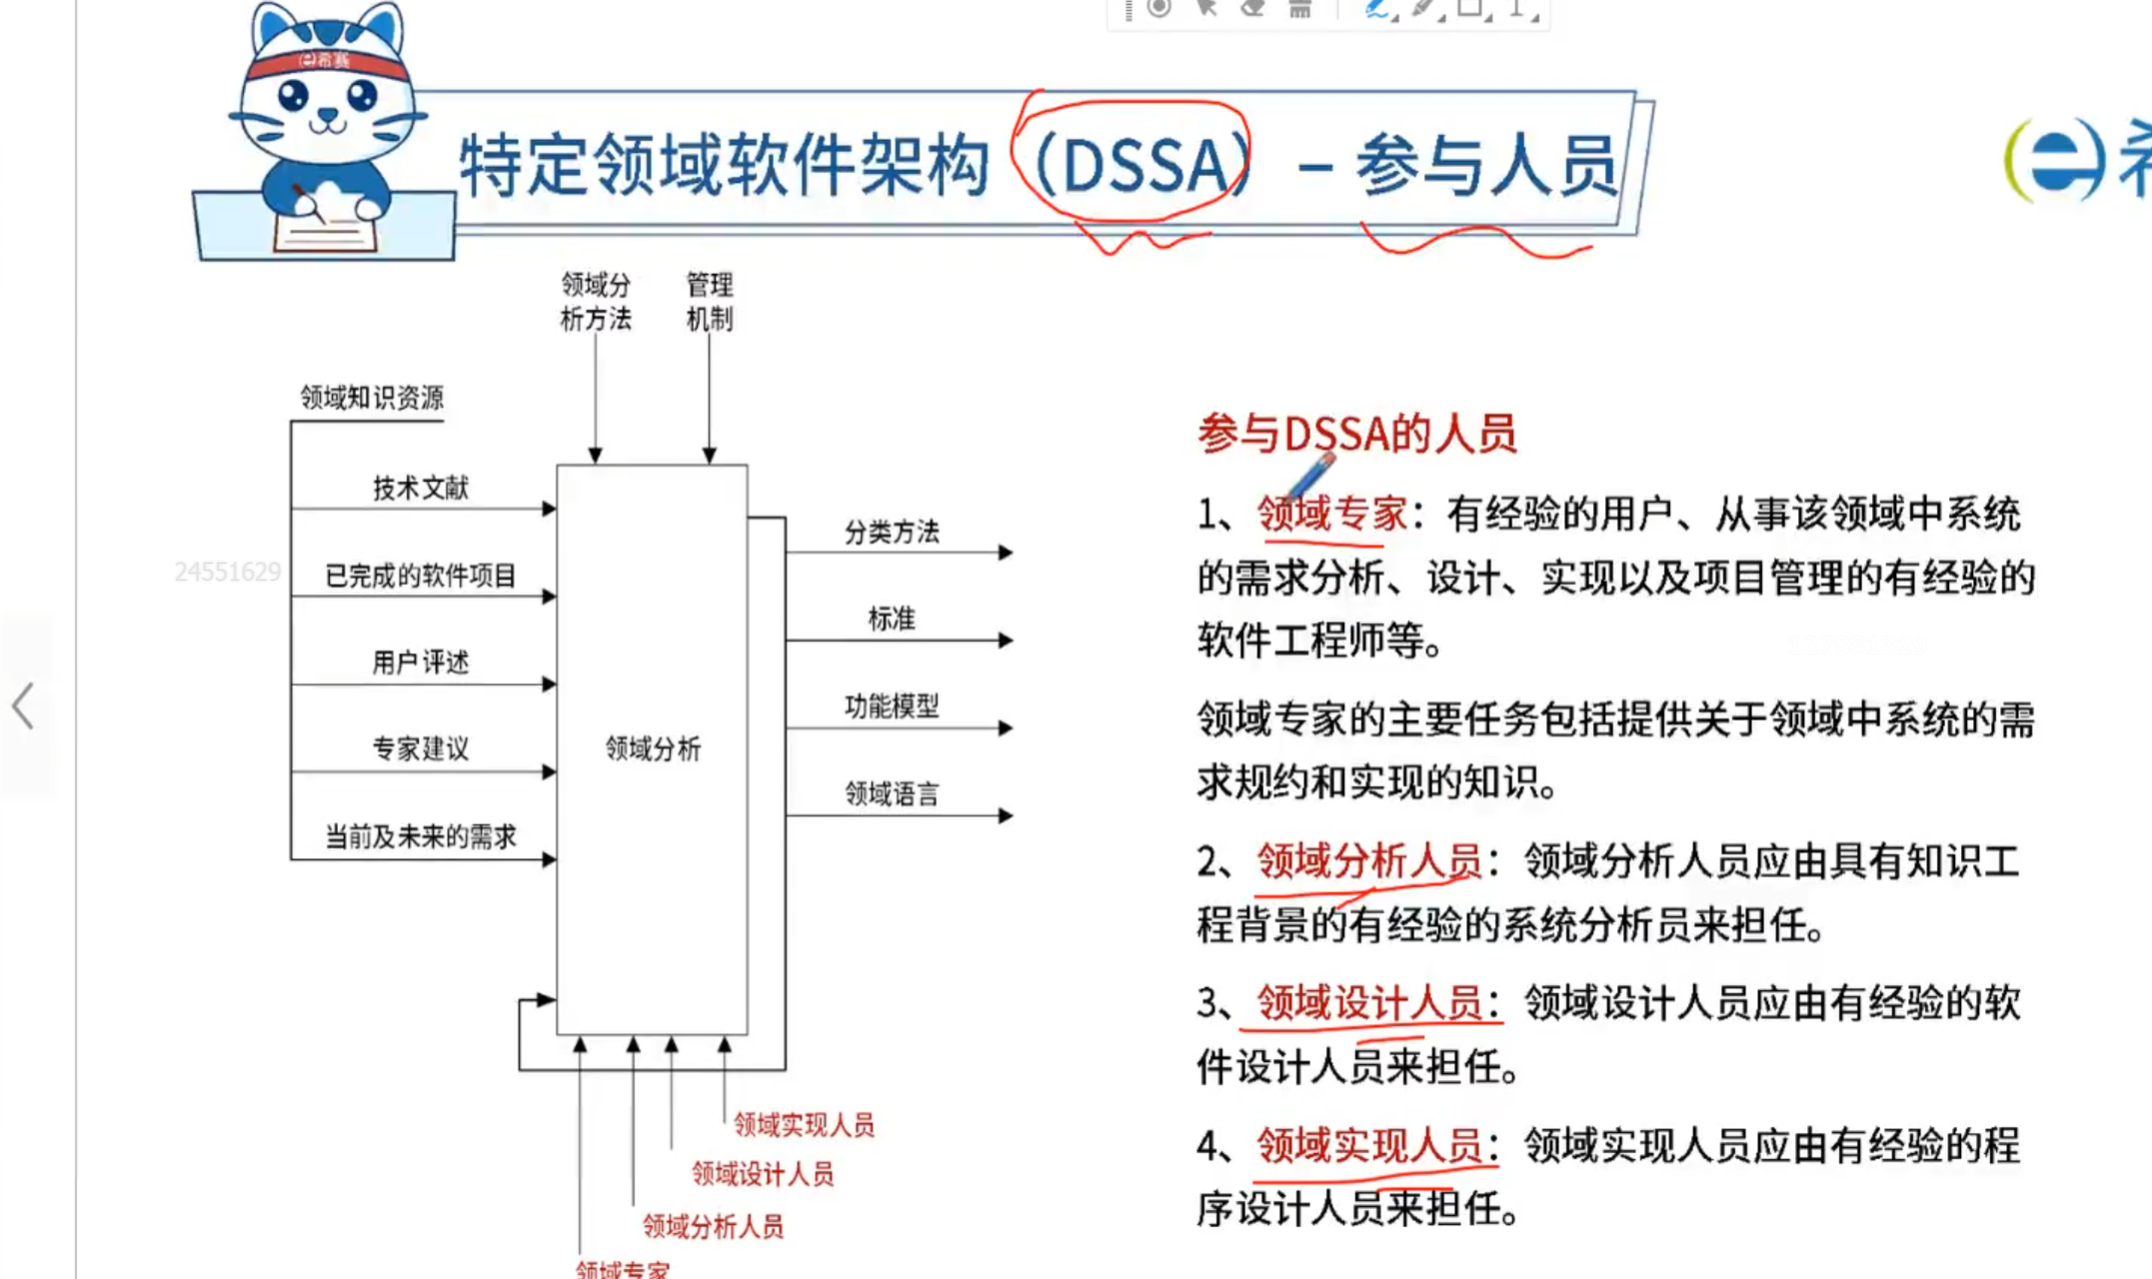 希赛
特定领域软件架构（DSSA）– 参与人员
领域分
析方法
管理
机制
领域知识资源
技术文献
已完成的软件项目
用户评述
专家建议
当前及未来的需求
领域分析
分类方法
标准
功能模型
领域语言
领域实现人员
领域设计人员
领域分析人员
领域专家
24551629
参与DSSA的人员
1、领域专家：有经验的用户、从事该领域中系统
的需求分析、设计、实现以及项目管理的有经验的
软件工程师等。
领域专家的主要任务包括提供关于领域中系统的需
求规约和实现的知识。
2、领域分析人员：领域分析人员应由具有知识工
程背景的有经验的系统分析员来担任。
3、领域设计人员：领域设计人员应由有经验的软
件设计人员来担任。
4、领域实现人员：领域实现人员应由有经验的程
序设计人员来担任。